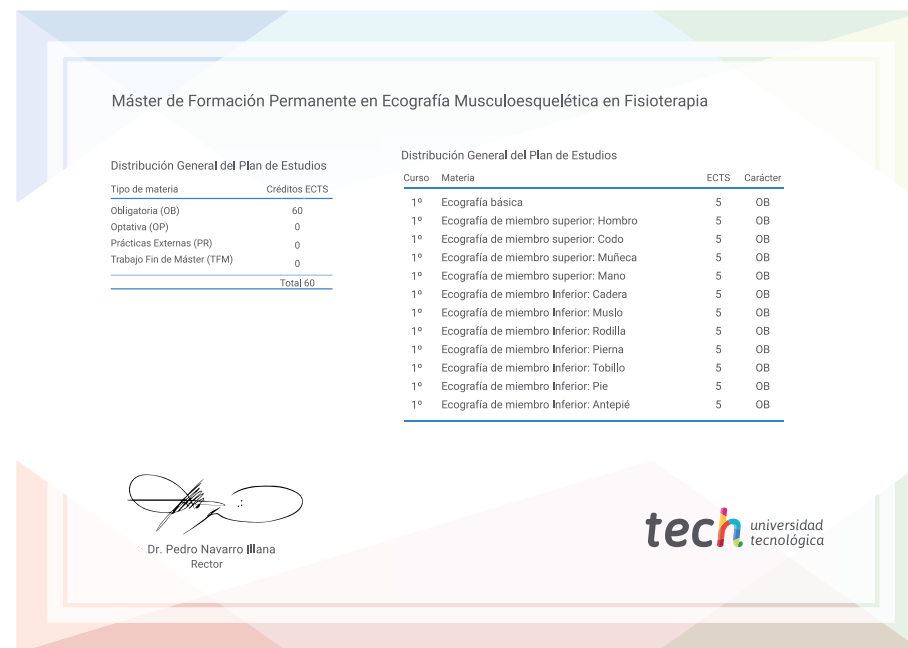 Máster de Formación Permanente en Ecografía Musculoesquelética en Fisioterapia
Distribución General del Plan de Estudios
Tipo de materia Créditos ECTS
Obligatoria (OB) 60
Optativa (OP) 0
Prácticas Externas (PR) 0
Trabajo Fin de Máster (TFM) 0
Total 60
Distribución General del Plan de Estudios
Curso Materia ECTS Carácter
1º Ecografía básica 5 OB
1º Ecografía de miembro superior: Hombro 5 OB
1º Ecografía de miembro superior: Codo 5 OB
1º Ecografía de miembro superior: Muñeca 5 OB
1º Ecografía de miembro superior: Mano 5 OB
1º Ecografía de miembro Inferior: Cadera 5 OB
1º Ecografía de miembro Inferior: Muslo 5 OB
1º Ecografía de miembro Inferior: Rodilla 5 OB
1º Ecografía de miembro Inferior: Pierna 5 OB
1º Ecografía de miembro Inferior: Tobillo 5 OB
1º Ecografía de miembro Inferior: Pie 5 OB
1º Ecografía de miembro Inferior: Antepié 5 OB
Dr. Pedro Navarro Illana
Rector
tech universidad
tecnológica